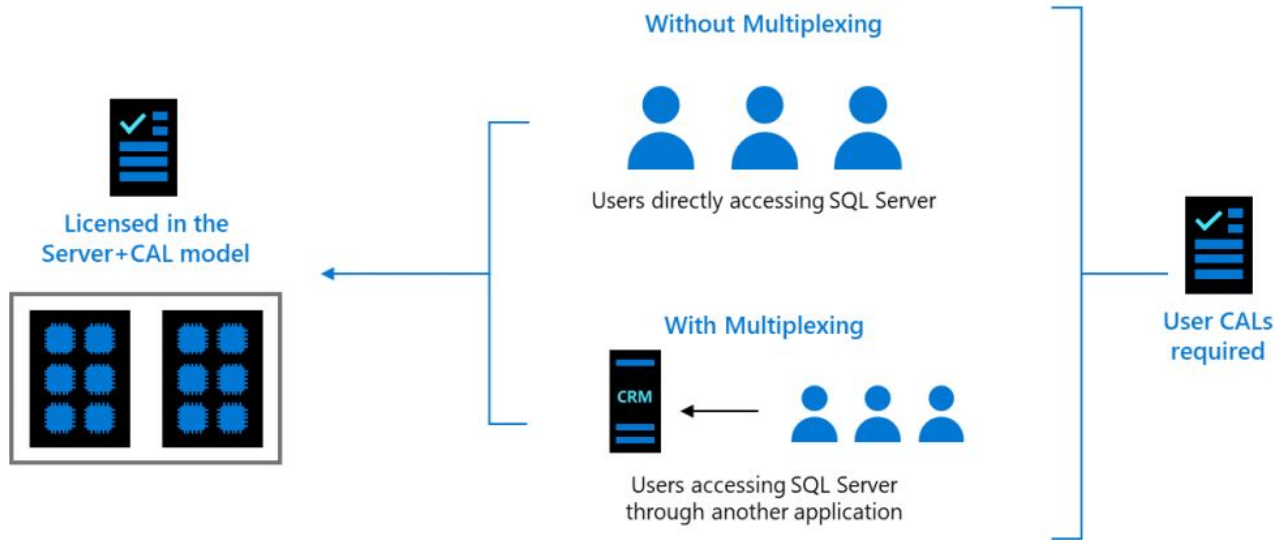 Without Multiplexing
Users directly accessing SQL Server
Licensed in the
Server+CAL model
With Multiplexing
CRM
Users accessing SQL Server
through another application
User CALs
required